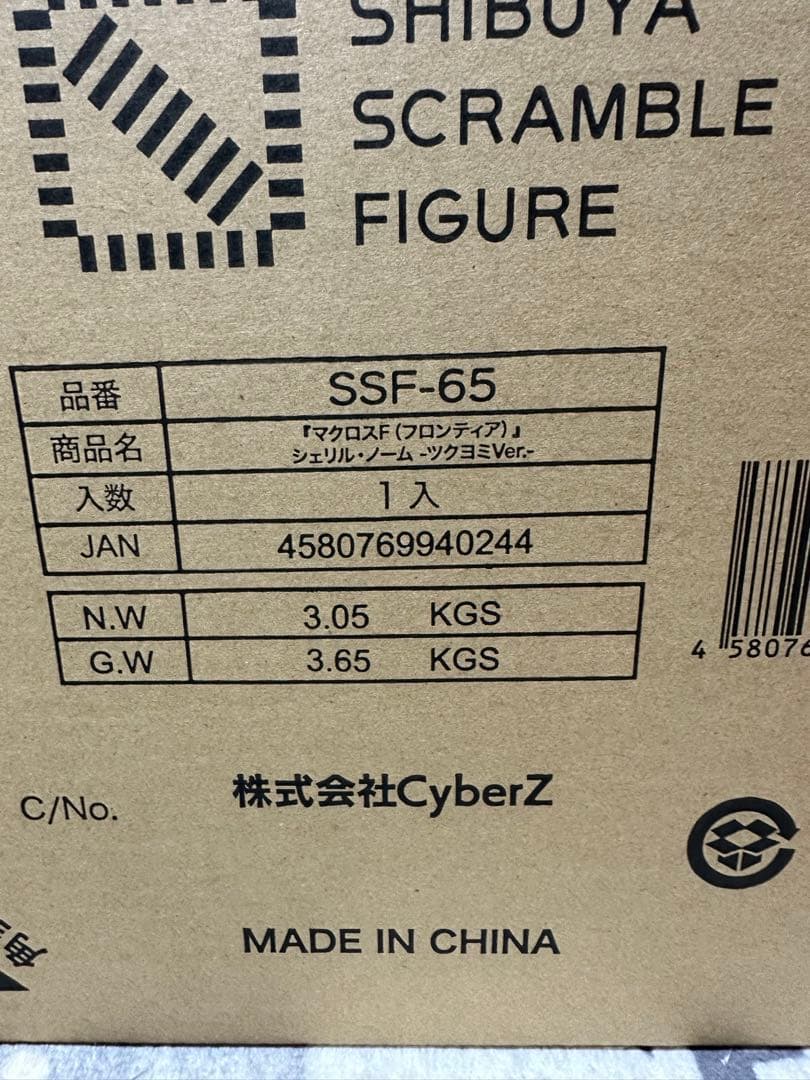 SHIBUYA
SCRAMBLE
FIGURE
品番 SSF-65
商品名 『マクロスF(フロンティア)』
シェリル・ノーム -ツクヨミVer.-
入数 1入
JAN 4580769940244
N.W 3.05 KGS
G.W 3.65 KGS
4 58076
C/No. 株式会社CyberZ
MADE IN CHINA
角